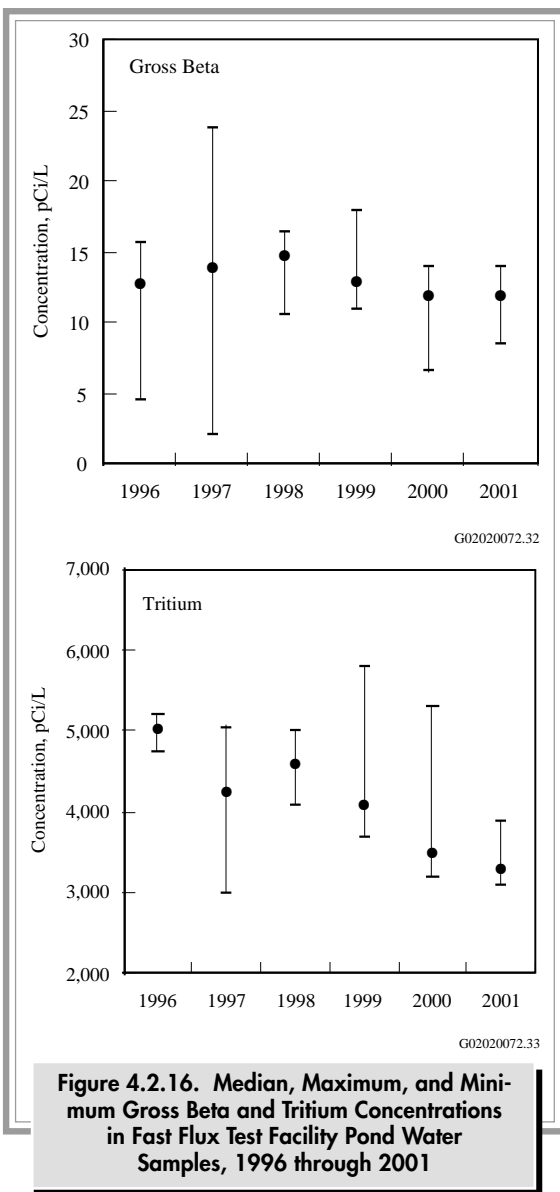 30
Gross Beta
25
20
15
10
5
0
Concentration, pCi/L
1996 1997 1998 1999 2000 2001
G02020072.32
7,000
Tritium
6,000
5,000
4,000
3,000
2,000
Concentration, pCi/L
1996 1997 1998 1999 2000 2001
G02020072.33
Figure 4.2.16. Median, Maximum, and Mini-
mum Gross Beta and Tritium Concentrations
in Fast Flux Test Facility Pond Water
Samples, 1996 through 2001